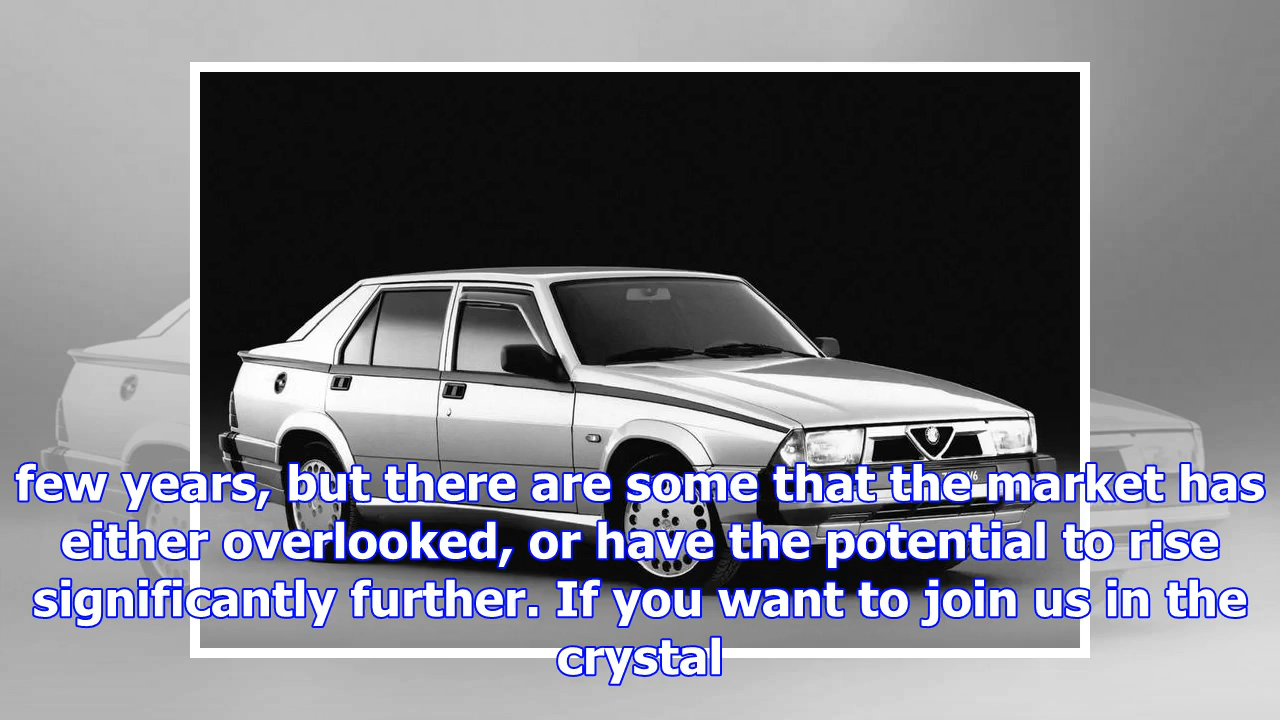 few years, but there are some that the market has
either overlooked, or have the potential to rise
significantly further. If you want to join us in the
crystal
V6